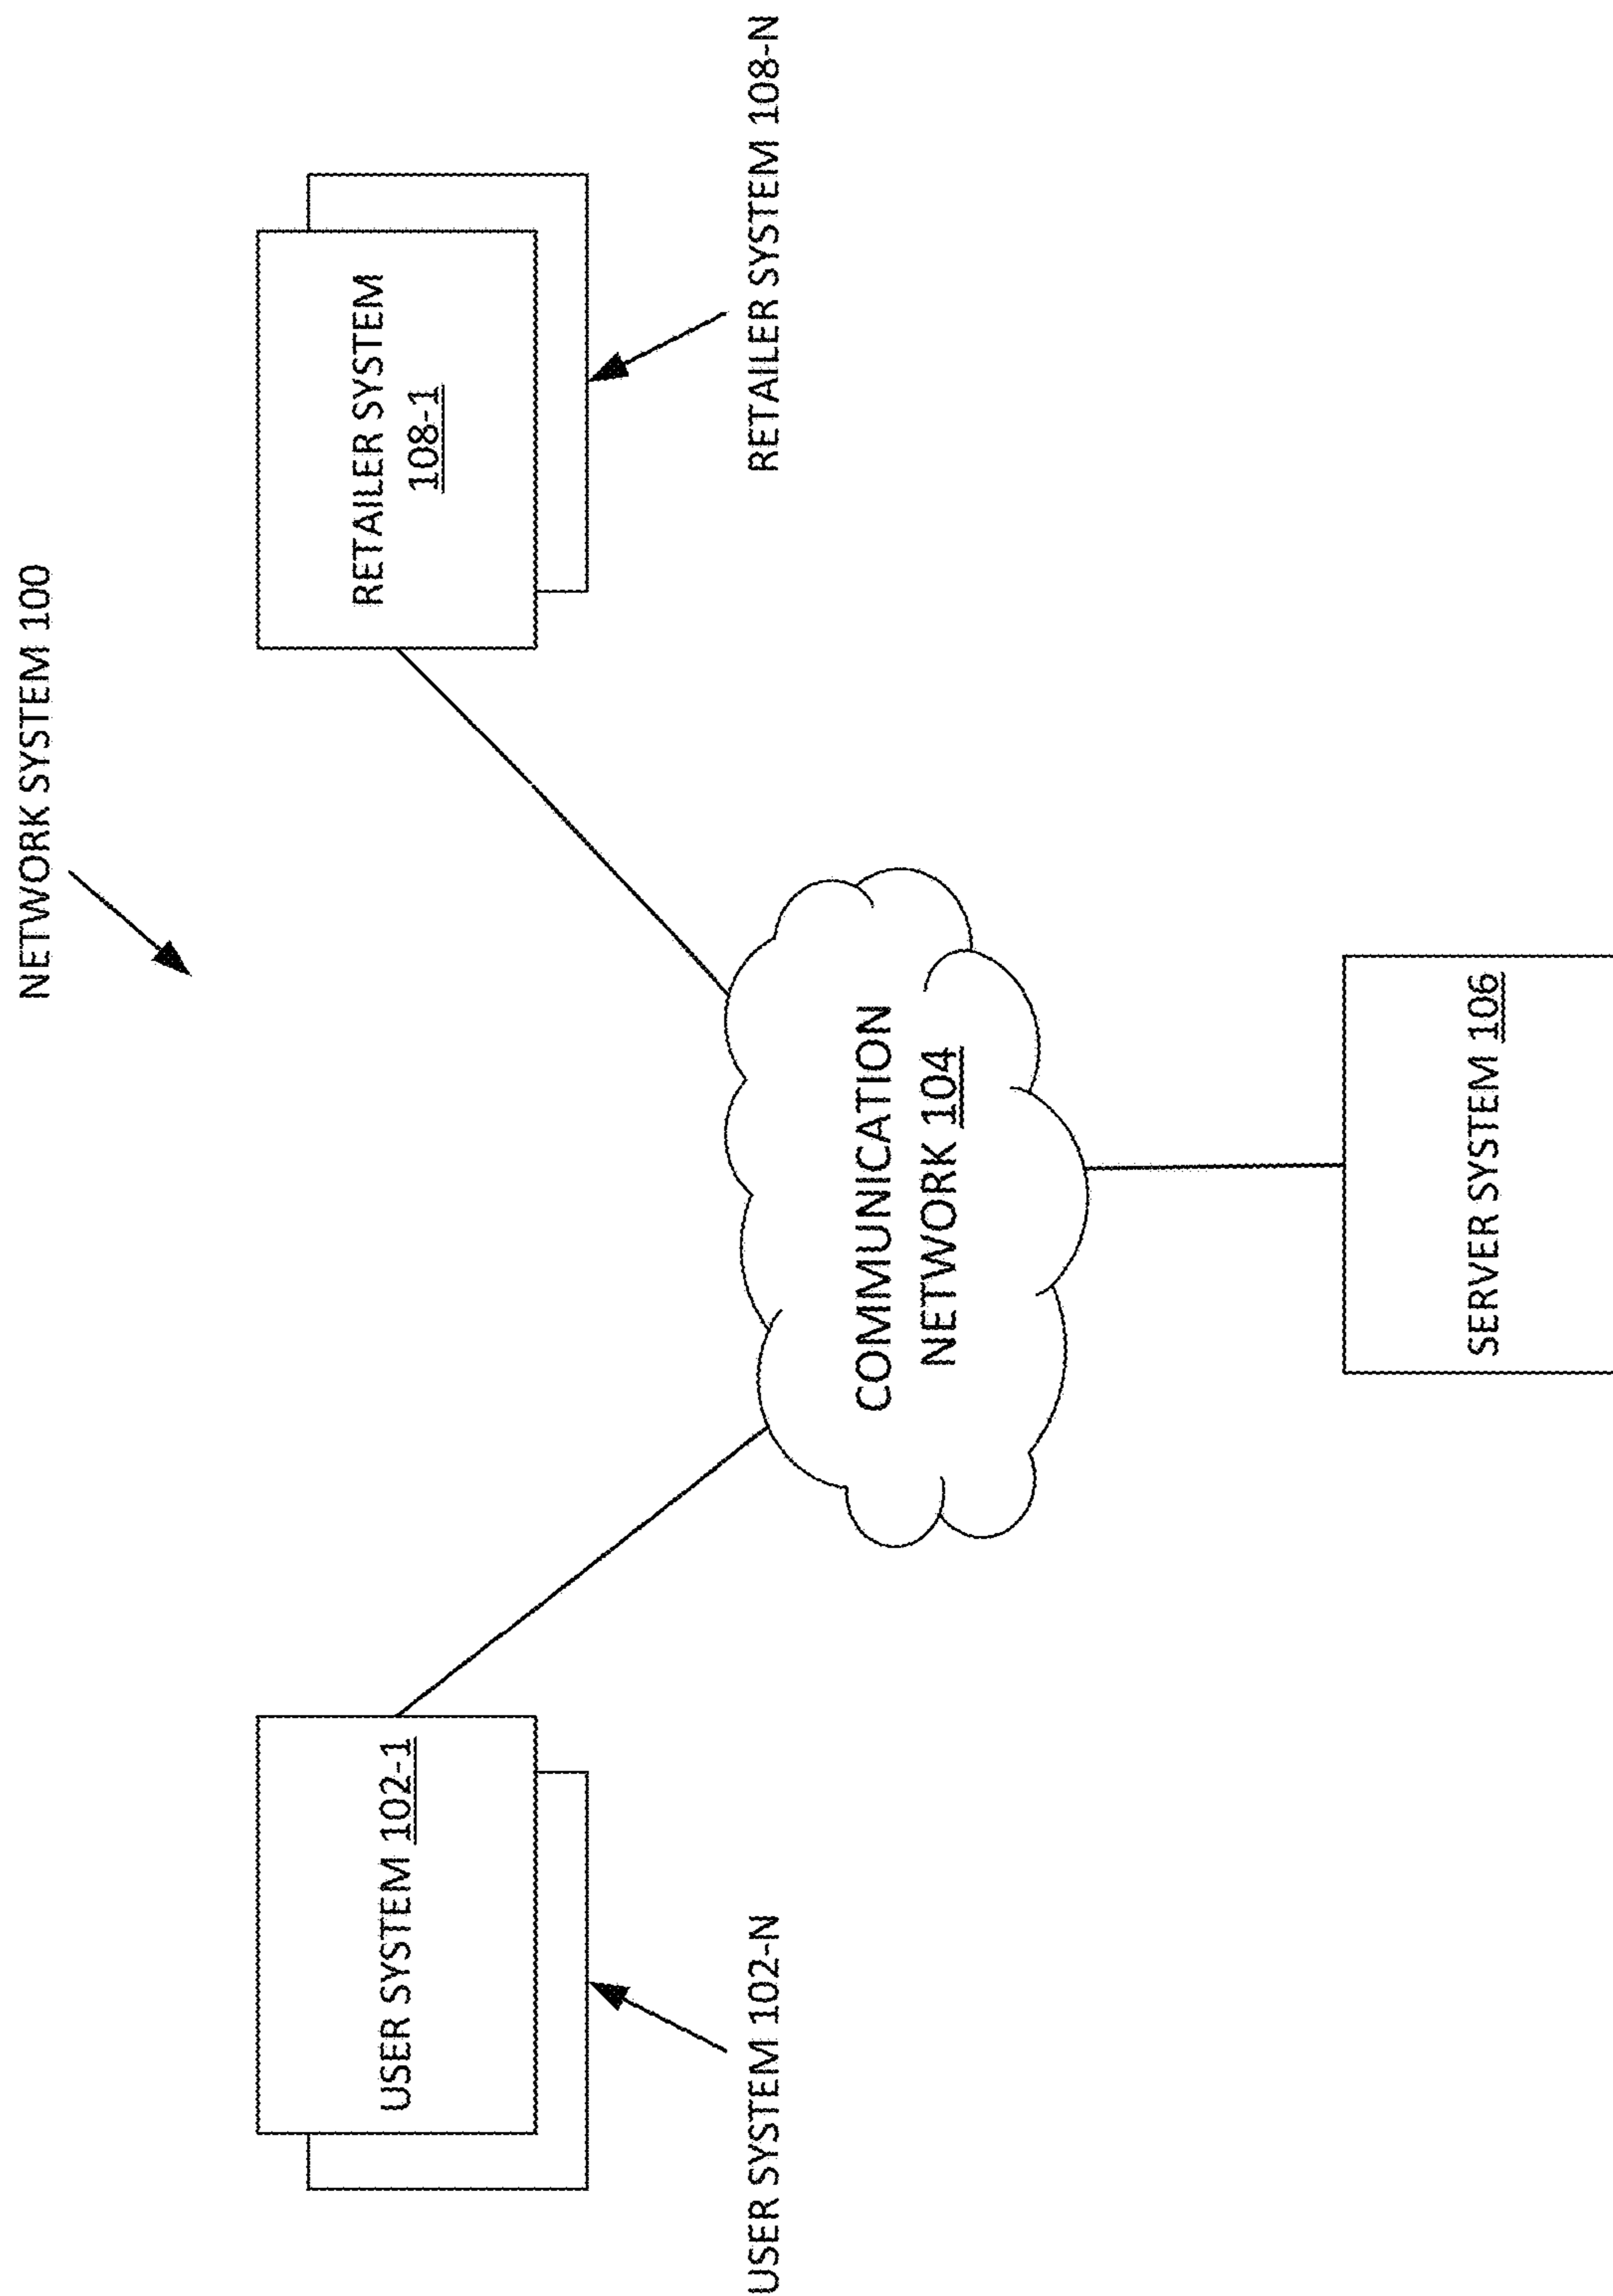 NETWORK SYSTEM 100
USER SYSTEM 102-1
RETAILER SYSTEM
108-1
USER SYSTEM 102-N
RETAILER SYSTEM 108-N
COMMUNICATION
NETWORK 104
SERVER SYSTEM 106